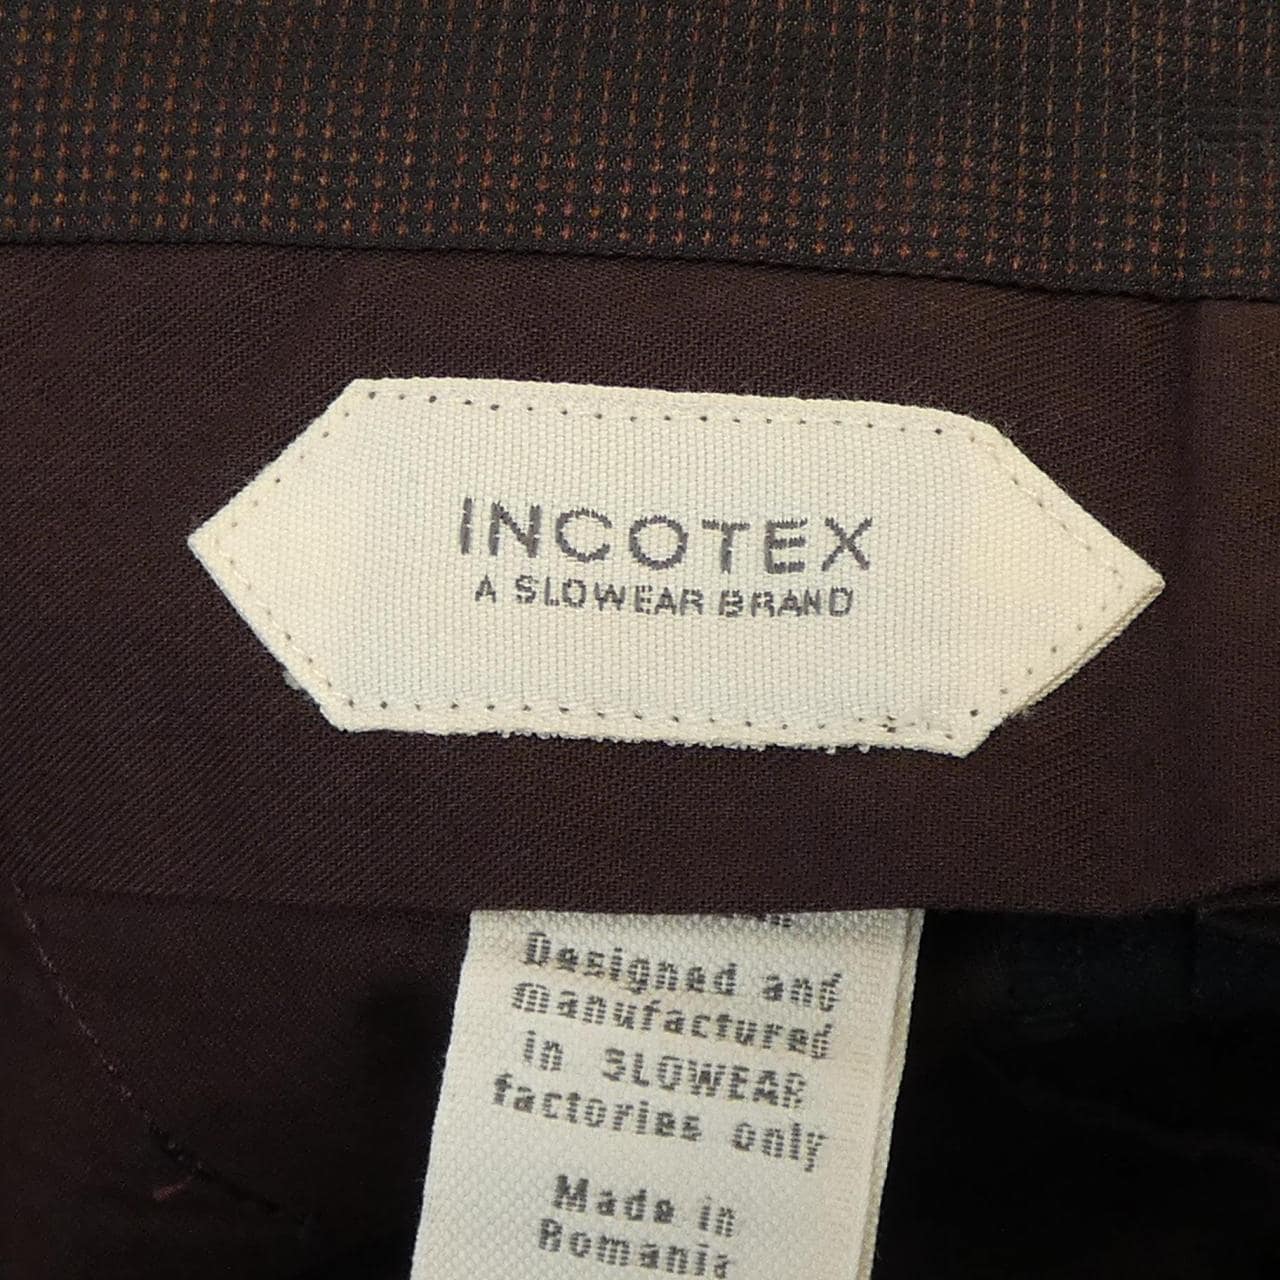 INCOTEX
A SLOWEAR BRAND
Designed and
manufactured
in SLOWEAR
factories only
Made in
Romania